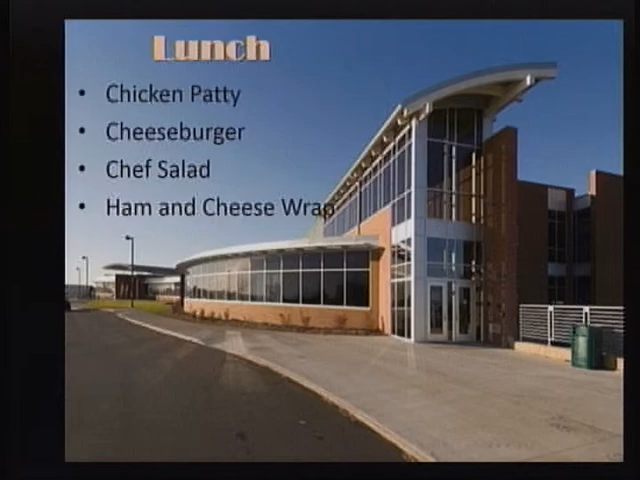 Lunch
• Chicken Patty
• Cheeseburger
• Chef Salad
• Ham and Cheese Wrap